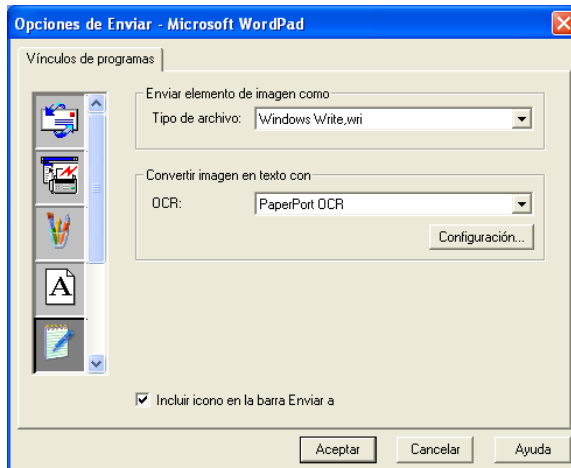 Opciones de Enviar - Microsoft WordPad
Vínculos de programas
Enviar elemento de imagen como
Tipo de archivo: Windows Write,wri
Convertir imagen en texto con
OCR: PaperPort OCR
Configuración...
A
Incluir icono en la barra Enviar a
Aceptar Cancelar Ayuda